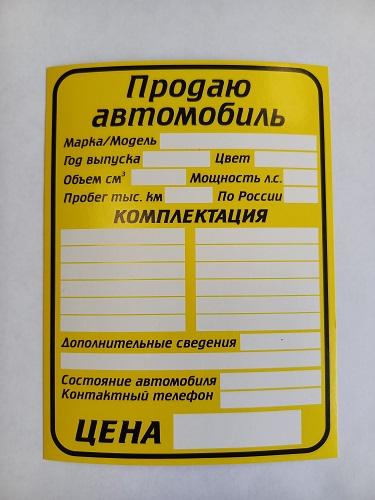 Продаю
автомобиль
Марка/Модель
Год выпуска Цвет
Объем см³ Мощность л.с.
Пробег тыс. км По России
КОМПЛЕКТАЦИЯ
Дополнительные сведения
Состояние автомобиля
Контактный телефон
ЦЕНА